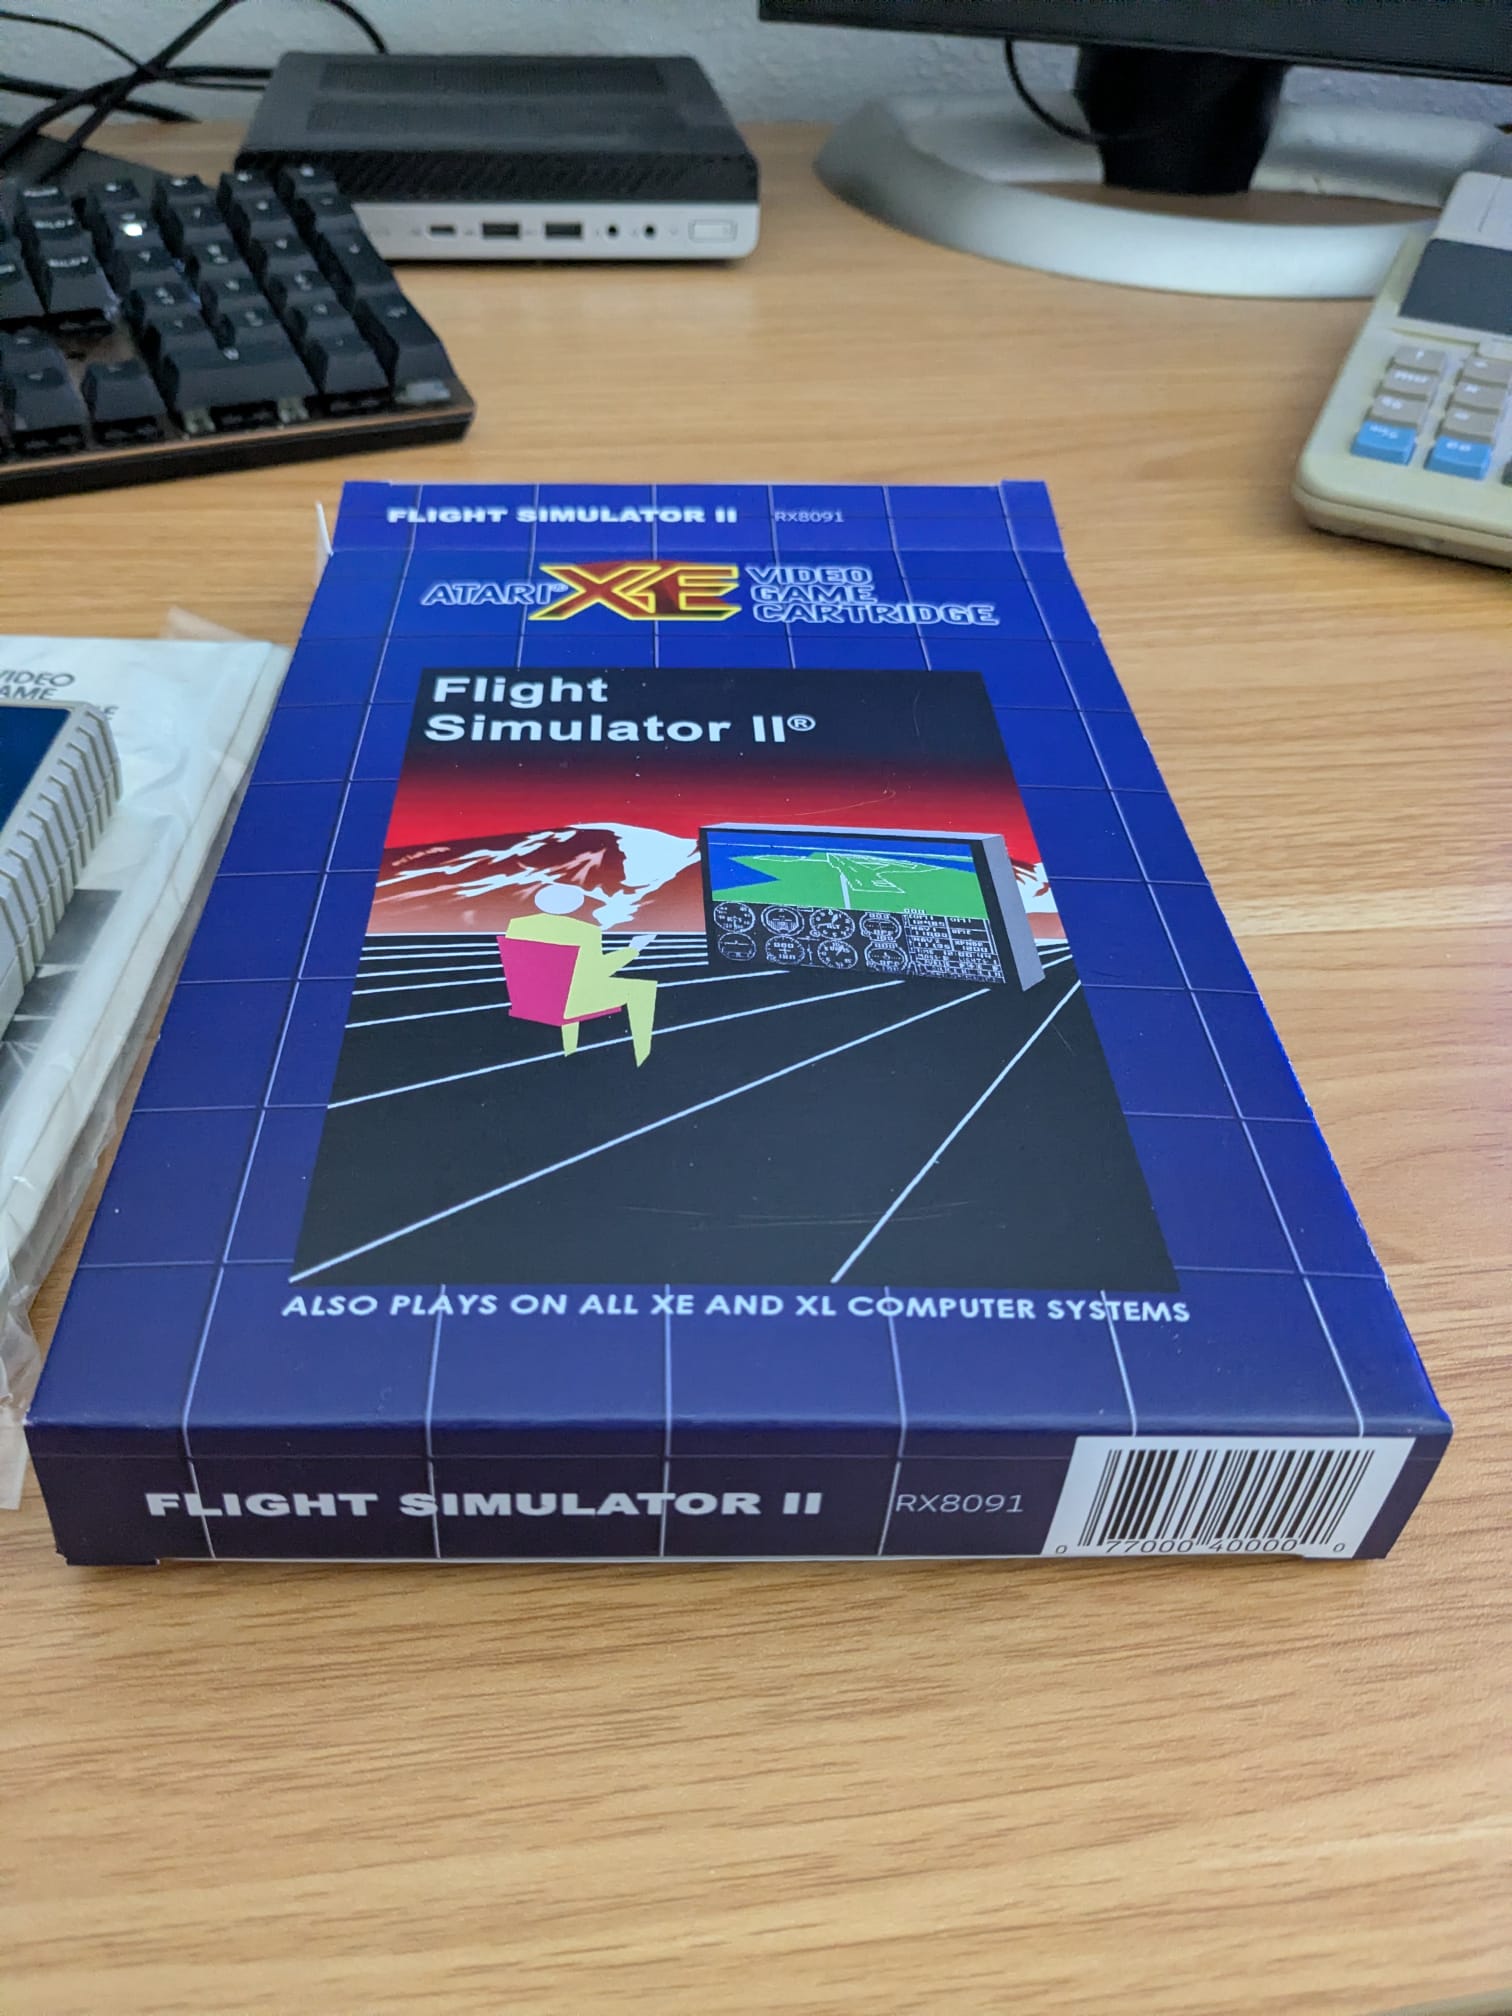 FLIGHT SIMULATOR II RX8091
ATARI® XE VIDEO
GAME
CARTRIDGE
Flight
Simulator II®
ALSO PLAYS ON ALL XE AND XL COMPUTER SYSTEMS
FLIGHT SIMULATOR II RX8091
0 77000 40000 0
VIDEO